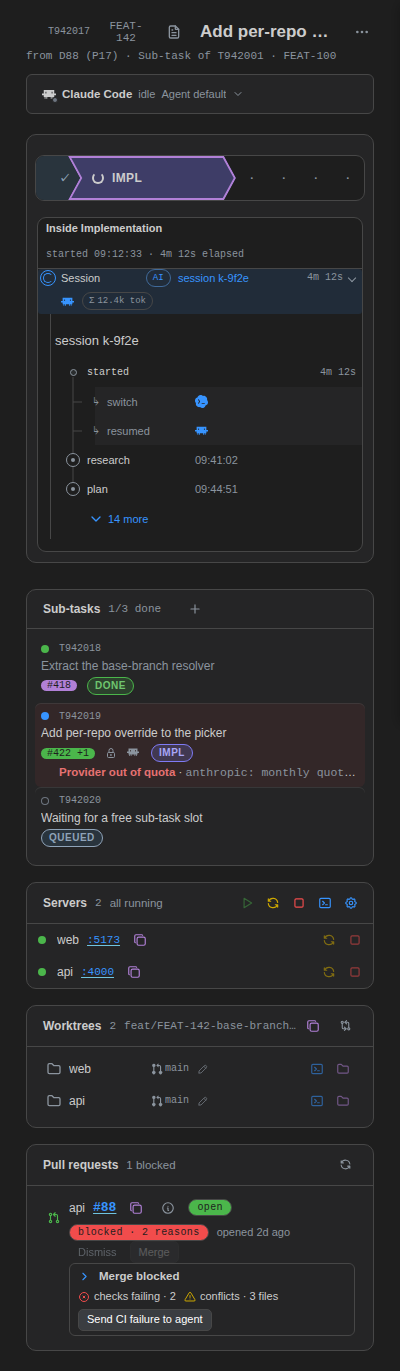 T942017 FEAT-142 Add per-repo …
from D88 (P17) · Sub-task of T942001 · FEAT-100
Claude Code idle Agent default
IMPL
Inside Implementation
started 09:12:33 · 4m 12s elapsed
Session AI session k-9f2e 4m 12s
Σ 12.4k tok
session k-9f2e
started 4m 12s
↳ switch
↳ resumed
research 09:41:02
plan 09:44:51
14 more
Sub-tasks 1/3 done
T942018
Extract the base-branch resolver
#418 DONE
T942019
Add per-repo override to the picker
#422 +1 IMPL
Provider out of quota · anthropic: monthly quot…
T942020
Waiting for a free sub-task slot
QUEUED
Servers 2 all running
web :5173
api :4000
Worktrees 2 feat/FEAT-142-base-branch…
web main
api main
Pull requests 1 blocked
api #88 open
blocked · 2 reasons opened 2d ago
Dismiss Merge
Merge blocked
checks failing · 2 conflicts · 3 files
Send CI failure to agent